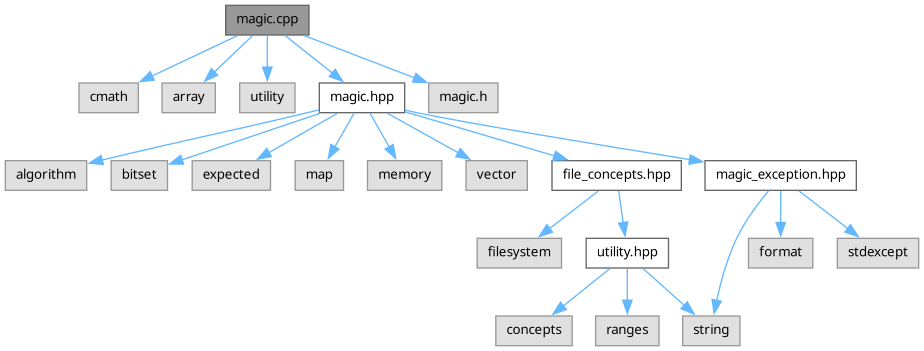 magic.cpp
cmath
array
utility
magic.hpp
magic.h
algorithm
bitset
expected
map
memory
vector
file_concepts.hpp
magic_exception.hpp
filesystem
utility.hpp
format
stdexcept
concepts
ranges
string